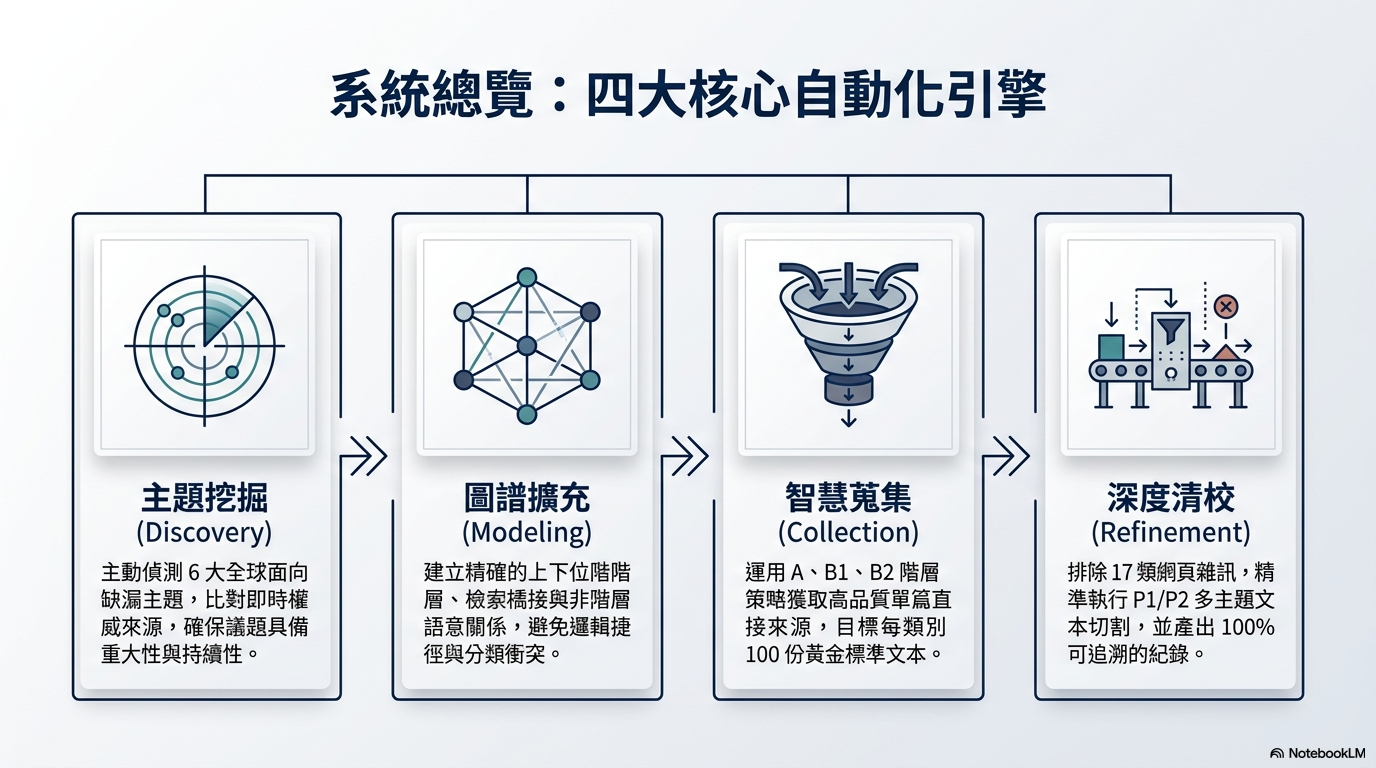 系統總覽：四大核心自動化引擎
主題挖掘
(Discovery)
主動偵測 6 大全球面向
缺漏主題，比對即時權
威來源，確保議題具備
重大性與持續性。
圖譜擴充
(Modeling)
建立精確的上下位階階
層、檢索橋接與非階層
語意關係，避免邏輯捷
徑與分類衝突。
智慧蒐集
(Collection)
運用 A、B1、B2 階層
策略獲取高品質單篇直
接來源，目標每類別
100 份黃金標準文本。
深度清校
(Refinement)
排除 17 類網頁雜訊，精
準執行 P1/P2 多主題文
本切割，並產出 100%
可追溯的紀錄。
NotebookLM